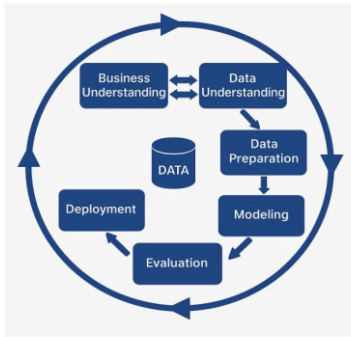 Business
Understanding
Data
Understanding
Data
Preparation
DATA
Deployment
Modeling
Evaluation